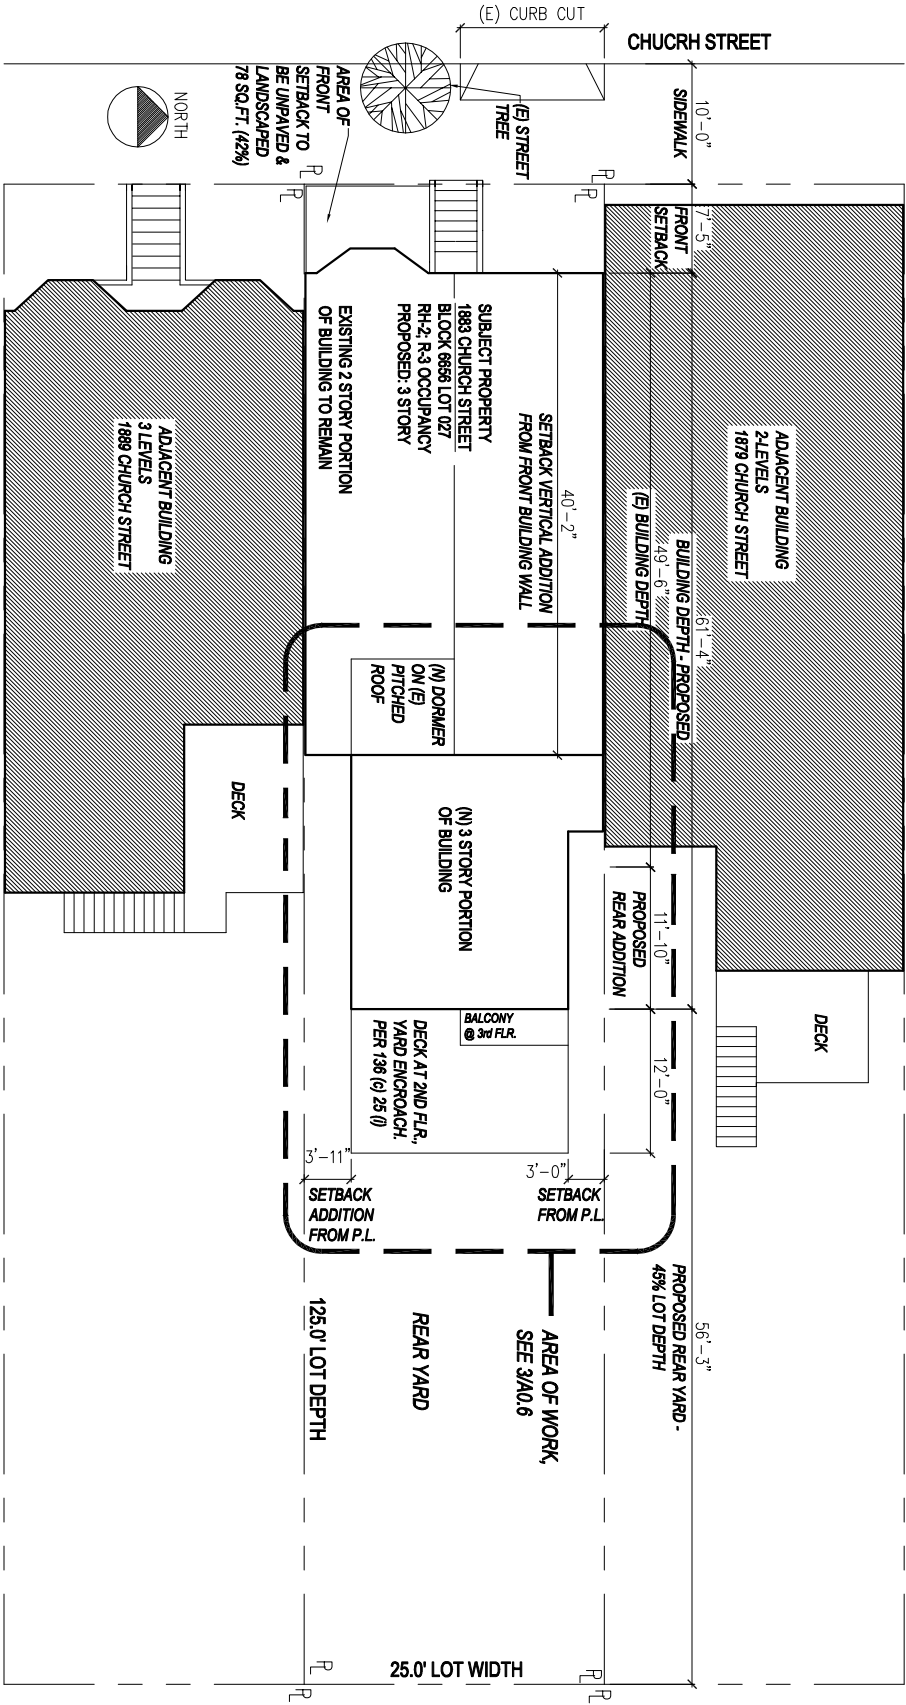 (E) CURB CUT
CHUCRH STREET
10'-0"
SIDEWALK
(E) STREET
TREE
NORTH
AREA OF
FRONT
SETBACK TO
BE UNPAVED &
LANDSCAPED
78 SQ.FT. (42%)
PL
PL
PL
7'-5"
FRONT
SETBACK
SUBJECT PROPERTY
1883 CHURCH STREET
BLOCK 6656 LOT 027
RH-2; R-3 OCCUPANCY
PROPOSED: 3 STORY
EXISTING 2 STORY PORTION
OF BUILDING TO REMAIN
40'-2"
SETBACK VERTICAL ADDITION
FROM FRONT BUILDING WALL
ADJACENT BUILDING
2-LEVELS
1879 CHURCH STREET
61'-4"
BUILDING DEPTH - PROPOSED
49'-6"
(E) BUILDING DEPTH
ADJACENT BUILDING
3 LEVELS
1889 CHURCH STREET
(N) DORMER
ON (E)
PITCHED
ROOF
DECK
(N) 3 STORY PORTION
OF BUILDING
11'-10"
PROPOSED
REAR ADDITION
BALCONY
@ 3rd FLR.
DECK
12'-0"
DECK AT 2ND FLR.,
YARD ENCROACH.
PER 136 (c) 25 (i)
3'-11"
SETBACK
ADDITION
FROM P.L.
3'-0"
SETBACK
FROM P.L.
56'-3"
PROPOSED REAR YARD -
45% LOT DEPTH
AREA OF WORK,
SEE 3/A0.6
REAR YARD
125.0' LOT DEPTH
25.0' LOT WIDTH
PL
PL
PL
PL